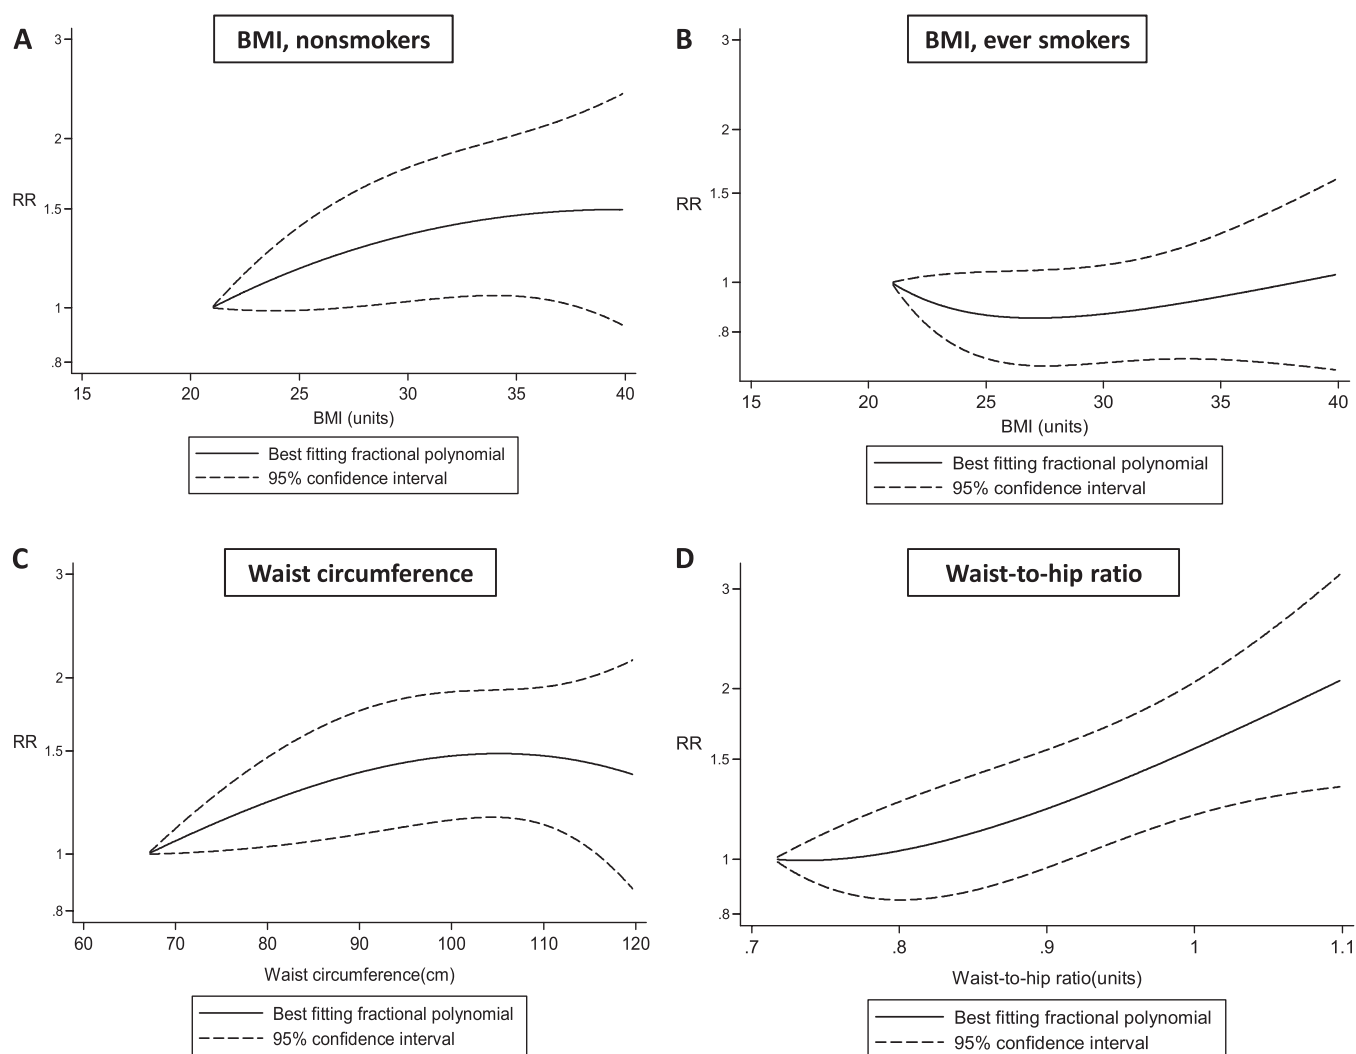 A
BMI, nonsmokers
3
2
RR
1.5
1
.8
15 20 25 30 35 40
BMI (units)
Best fitting fractional polynomial
95% confidence interval
B
BMI, ever smokers
3
2
RR
1.5
1
.8
15 20 25 30 35 40
BMI (units)
Best fitting fractional polynomial
95% confidence interval
C
Waist circumference
3
2
RR
1.5
1
.8
60 70 80 90 100 110 120
Waist circumference(cm)
Best fitting fractional polynomial
95% confidence interval
D
Waist-to-hip ratio
3
2
RR
1.5
1
.8
.7 .8 .9 1 1.1
Waist-to-hip ratio(units)
Best fitting fractional polynomial
95% confidence interval